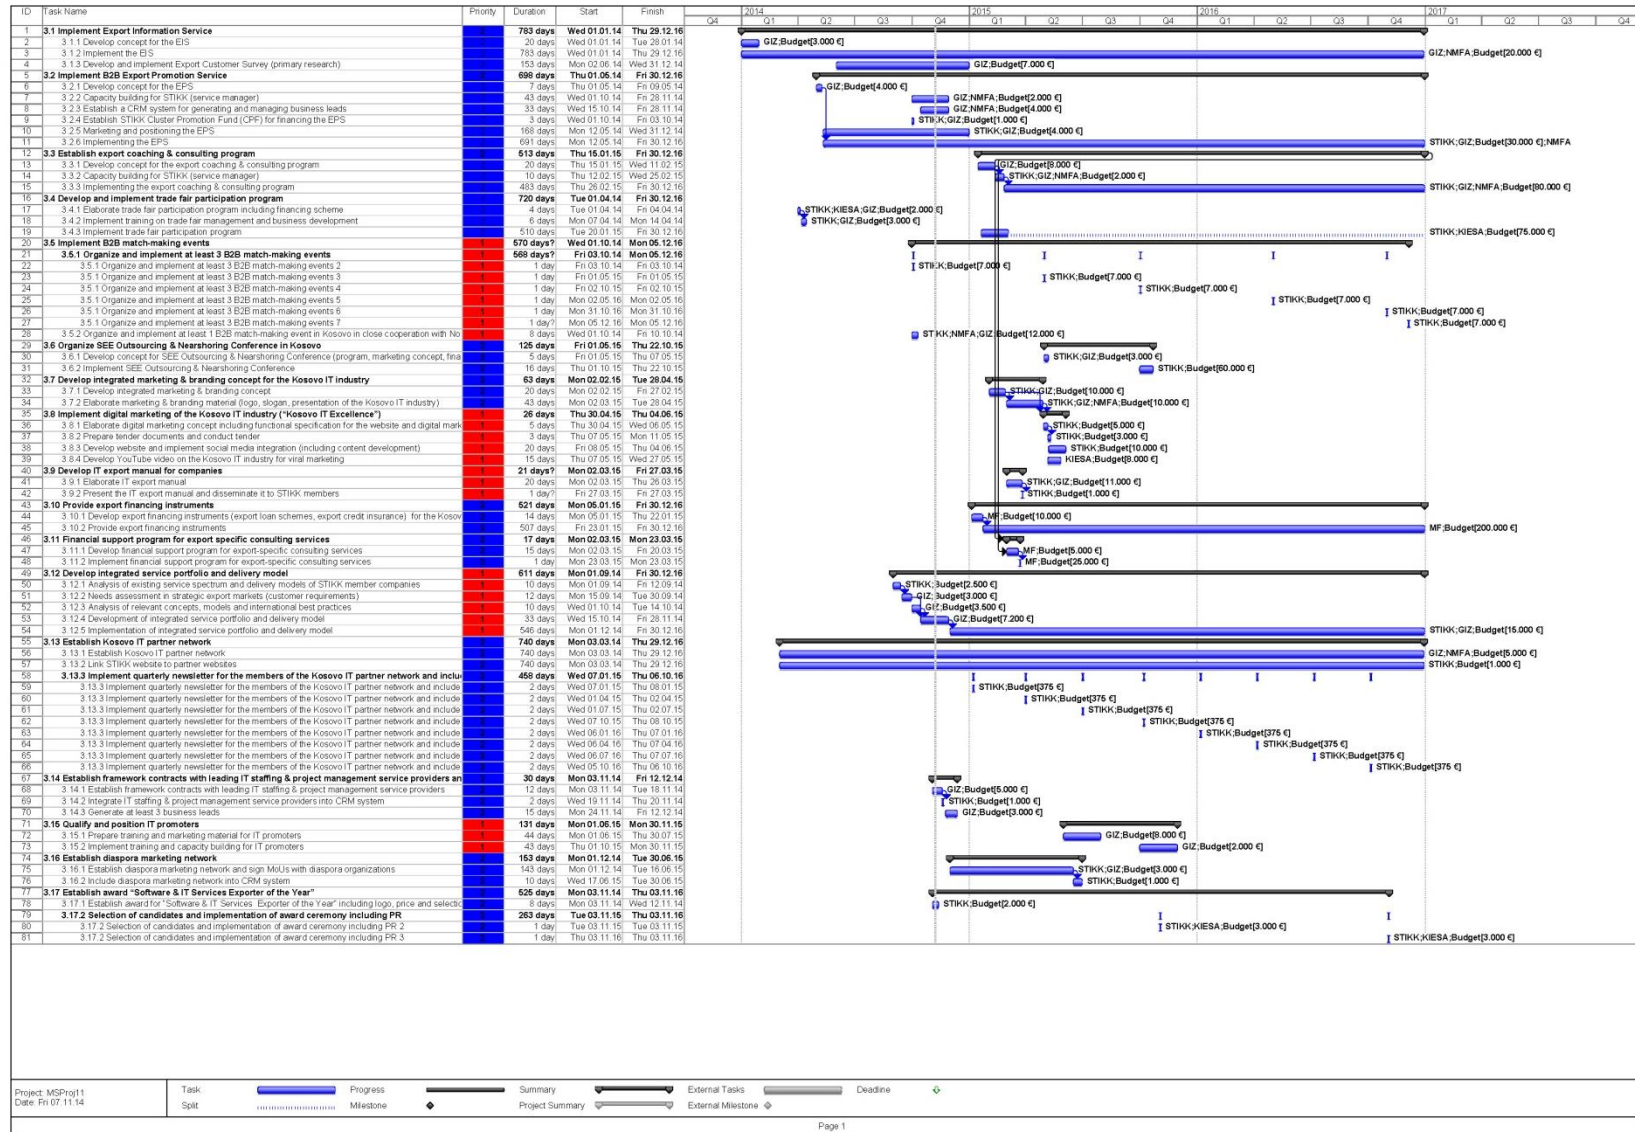 ID Task Name Priority Duration Start Finish 2014 2015 2016 2017
Q4 Q1 Q2 Q3 Q4 Q1 Q2 Q3 Q4 Q1 Q2 Q3 Q4 Q1 Q2 Q3 Q4
1 3.1 Implement Export Information Service 783 days Wed 01.01.14 Thu 29.12.16
2 3.1.1 Develop concept for the EIS 20 days Wed 01.01.14 Tue 28.01.14 GIZ;Budget[3.000 €]
3 3.1.2 Implement the EIS 783 days Wed 01.01.14 Thu 29.12.16 GIZ;NMFA;Budget[20.000 €]
4 3.1.3 Develop and implement Export Customer Survey (primary research) 153 days Mon 02.06.14 Wed 31.12.14 GIZ;Budget[7.000 €]
5 3.2 Implement B2B Export Promotion Service 698 days Thu 01.05.14 Fri 30.12.16
6 3.2.1 Develop concept for the EPS 7 days Thu 01.05.14 Fri 09.05.14 GIZ;Budget[4.000 €]
7 3.2.2 Capacity building for STIKK (service manager) 43 days Wed 01.10.14 Fri 28.11.14 GIZ;NMFA;Budget[2.000 €]
8 3.2.3 Establish a CRM system for generating and managing business leads 33 days Wed 15.10.14 Fri 28.11.14 GIZ;NMFA;Budget[4.000 €]
9 3.2.4 Establish STIKK Cluster Promotion Fund (CPF) for financing the EPS 3 days Wed 01.10.14 Fri 03.10.14 STIKK;GIZ;Budget[1.000 €]
10 3.2.5 Marketing and positioning the EPS 168 days Mon 12.05.14 Wed 31.12.14 STIKK;GIZ;Budget[4.000 €]
11 3.2.6 Implementing the EPS 691 days Mon 12.05.14 Fri 30.12.16 STIKK;GIZ;Budget[30.000 €];NMFA
12 3.3 Establish export coaching & consulting program 513 days Thu 15.01.15 Fri 30.12.16
13 3.3.1 Develop concept for the export coaching & consulting program 20 days Thu 15.01.15 Wed 11.02.15 GIZ;Budget[8.000 €]
14 3.3.2 Capacity building for STIKK (service manager) 10 days Thu 12.02.15 Wed 25.02.15 STIKK;GIZ;NMFA;Budget[2.000 €]
15 3.3.3 Implementing the export coaching & consulting program 483 days Thu 26.02.15 Fri 30.12.16 STIKK;GIZ;NMFA;Budget[80.000 €]
16 3.4 Develop and implement trade fair participation program 720 days Tue 01.04.14 Fri 30.12.16
17 3.4.1 Elaborate trade fair participation program including financing scheme 4 days Tue 01.04.14 Fri 04.04.14 STIKK;KIESA;GIZ;Budget[2.000 €]
18 3.4.2 Implement training on trade fair management and business development 6 days Mon 07.04.14 Mon 14.04.14 STIKK;GIZ;Budget[3.000 €]
19 3.4.3 Implement trade fair participation program 510 days Tue 20.01.15 Fri 30.12.16 STIKK;KIESA;Budget[75.000 €]
20 3.5 Implement B2B match-making events 1 570 days? Wed 01.10.14 Mon 05.12.16
21 3.5.1 Organize and implement at least 3 B2B match-making events 1 568 days? Fri 03.10.14 Mon 05.12.16
22 3.5.1 Organize and implement at least 3 B2B match-making events 2 1 1 day Fri 03.10.14 Fri 03.10.14 STIKK;Budget[7.000 €]
23 3.5.1 Organize and implement at least 3 B2B match-making events 3 1 1 day Fri 01.05.15 Fri 01.05.15 STIKK;Budget[7.000 €]
24 3.5.1 Organize and implement at least 3 B2B match-making events 4 1 1 day Fri 02.10.15 Fri 02.10.15 STIKK;Budget[7.000 €]
25 3.5.1 Organize and implement at least 3 B2B match-making events 5 1 1 day Mon 02.05.16 Mon 02.05.16 STIKK;Budget[7.000 €]
26 3.5.1 Organize and implement at least 3 B2B match-making events 6 1 1 day Mon 31.10.16 Mon 31.10.16 STIKK;Budget[7.000 €]
27 3.5.1 Organize and implement at least 3 B2B match-making events 7 1 1 day? Mon 05.12.16 Mon 05.12.16 STIKK;Budget[7.000 €]
28 3.5.2 Organize and implement at least 1 B2B match-making event in Kosovo in close cooperation with No 1 8 days Wed 01.10.14 Fri 10.10.14 STIKK;NMFA;GIZ;Budget[12.000 €]
29 3.6 Organize SEE Outsourcing & Nearshoring Conference in Kosovo 125 days Fri 01.05.15 Thu 22.10.15
30 3.6.1 Develop concept for SEE Outsourcing & Nearshoring Conference (program, marketing concept, fina 5 days Fri 01.05.15 Thu 07.05.15 STIKK;GIZ;Budget[3.000 €]
31 3.6.2 Implement SEE Outsourcing & Nearshoring Conference 16 days Thu 01.10.15 Thu 22.10.15 STIKK;Budget[60.000 €]
32 3.7 Develop integrated marketing & branding concept for the Kosovo IT industry 63 days Mon 02.02.15 Tue 28.04.15
33 3.7.1 Develop integrated marketing & branding concept 20 days Mon 02.02.15 Fri 27.02.15 STIKK;GIZ;Budget[10.000 €]
34 3.7.2 Elaborate marketing & branding material (logo, slogan, presentation of the Kosovo IT industry) 43 days Mon 02.03.15 Tue 28.04.15 STIKK;GIZ;NMFA;Budget[10.000 €]
35 3.8 Implement digital marketing of the Kosovo IT industry (“Kosovo IT Excellence”) 1 26 days Thu 30.04.15 Thu 04.06.15
36 3.8.1 Elaborate digital marketing concept including functional specification for the website and digital mark 1 5 days Thu 30.04.15 Wed 06.05.15 STIKK;Budget[5.000 €]
37 3.8.2 Prepare tender documents and conduct tender 1 3 days Thu 07.05.15 Mon 11.05.15 STIKK;Budget[3.000 €]
38 3.8.3 Develop website and implement social media integration (including content development) 1 20 days Fri 08.05.15 Thu 04.06.15 STIKK;Budget[10.000 €]
39 3.8.4 Develop YouTube video on the Kosovo IT industry for viral marketing 1 15 days Thu 07.05.15 Wed 27.05.15 KIESA;Budget[8.000 €]
40 3.9 Develop IT export manual for companies 1 21 days? Mon 02.03.15 Fri 27.03.15
41 3.9.1 Elaborate IT export manual 1 20 days Mon 02.03.15 Thu 26.03.15 STIKK;GIZ;Budget[11.000 €]
42 3.9.2 Present the IT export manual and disseminate it to STIKK members 1 1 day? Fri 27.03.15 Fri 27.03.15 STIKK;Budget[1.000 €]
43 3.10 Provide export financing instruments 521 days Mon 05.01.15 Fri 30.12.16
44 3.10.1 Develop export financing instruments (export loan schemes, export credit insurance) for the Kosov 14 days Mon 05.01.15 Thu 22.01.15 MF;Budget[10.000 €]
45 3.10.2 Provide export financing instruments 507 days Fri 23.01.15 Fri 30.12.16 MF;Budget[200.000 €]
46 3.11 Financial support program for export specific consulting services 17 days Mon 02.03.15 Mon 23.03.15
47 3.11.1 Develop financial support program for export-specific consulting services 15 days Mon 02.03.15 Fri 20.03.15 MF;Budget[5.000 €]
48 3.11.2 Implement financial support program for export-specific consulting services 1 day Mon 23.03.15 Mon 23.03.15 MF;Budget[25.000 €]
49 3.12 Develop integrated service portfolio and delivery model 1 611 days Mon 01.09.14 Fri 30.12.16
50 3.12.1 Analysis of existing service spectrum and delivery models of STIKK member companies 1 10 days Mon 01.09.14 Fri 12.09.14 STIKK;Budget[2.500 €]
51 3.12.2 Needs assessment in strategic export markets (customer requirements) 1 12 days Mon 15.09.14 Tue 30.09.14 GIZ;Budget[3.000 €]
52 3.12.3 Analysis of relevant concepts, models and international best practices 1 10 days Wed 01.10.14 Tue 14.10.14 GIZ;Budget[3.500 €]
53 3.12.4 Development of integrated service portfolio and delivery model 1 33 days Wed 15.10.14 Fri 28.11.14 GIZ;Budget[7.200 €]
54 3.12.5 Implementation of integrated service portfolio and delivery model 1 546 days Mon 01.12.14 Fri 30.12.16 STIKK;GIZ;Budget[15.000 €]
55 3.13 Establish Kosovo IT partner network 740 days Mon 03.03.14 Thu 29.12.16
56 3.13.1 Establish Kosovo IT partner network 740 days Mon 03.03.14 Thu 29.12.16 GIZ;NMFA;Budget[5.000 €]
57 3.13.2 Link STIKK website to partner websites 740 days Mon 03.03.14 Thu 29.12.16 STIKK;Budget[1.000 €]
58 3.13.3 Implement quarterly newsletter for the members of the Kosovo IT partner network and inclu 458 days Wed 07.01.15 Thu 06.10.16
59 3.13.3 Implement quarterly newsletter for the members of the Kosovo IT partner network and include 2 days Wed 07.01.15 Thu 08.01.15 STIKK;Budget[375 €]
60 3.13.3 Implement quarterly newsletter for the members of the Kosovo IT partner network and include 2 days Wed 01.04.15 Thu 02.04.15 STIKK;Budget[375 €]
61 3.13.3 Implement quarterly newsletter for the members of the Kosovo IT partner network and include 2 days Wed 01.07.15 Thu 02.07.15 STIKK;Budget[375 €]
62 3.13.3 Implement quarterly newsletter for the members of the Kosovo IT partner network and include 2 days Wed 07.10.15 Thu 08.10.15 STIKK;Budget[375 €]
63 3.13.3 Implement quarterly newsletter for the members of the Kosovo IT partner network and include 2 days Wed 06.01.16 Thu 07.01.16 STIKK;Budget[375 €]
64 3.13.3 Implement quarterly newsletter for the members of the Kosovo IT partner network and include 2 days Wed 06.04.16 Thu 07.04.16 STIKK;Budget[375 €]
65 3.13.3 Implement quarterly newsletter for the members of the Kosovo IT partner network and include 2 days Wed 06.07.16 Thu 07.07.16 STIKK;Budget[375 €]
66 3.13.3 Implement quarterly newsletter for the members of the Kosovo IT partner network and include 2 days Wed 05.10.16 Thu 06.10.16 STIKK;Budget[375 €]
67 3.14 Establish framework contracts with leading IT staffing & project management service providers an 30 days Mon 03.11.14 Fri 12.12.14
68 3.14.1 Establish framework contracts with leading IT staffing & project management service providers 12 days Mon 03.11.14 Tue 18.11.14 GIZ;Budget[5.000 €]
69 3.14.2 Integrate IT staffing & project management service providers into CRM system 2 days Wed 19.11.14 Thu 20.11.14 STIKK;Budget[1.000 €]
70 3.14.3 Generate at least 3 business leads 15 days Mon 24.11.14 Fri 12.12.14 GIZ;Budget[3.000 €]
71 3.15 Qualify and position IT promoters 1 131 days Mon 01.06.15 Mon 30.11.15
72 3.15.1 Prepare training and marketing material for IT promoters 1 44 days Mon 01.06.15 Thu 30.07.15 GIZ;Budget[8.000 €]
73 3.15.2 Implement training and capacity building for IT promoters 1 43 days Thu 01.10.15 Mon 30.11.15 GIZ;Budget[2.000 €]
74 3.16 Establish diaspora marketing network 153 days Mon 01.12.14 Tue 30.06.15
75 3.16.1 Establish diaspora marketing network and sign MoUs with diaspora organizations 143 days Mon 01.12.14 Tue 16.06.15 STIKK;GIZ;Budget[3.000 €]
76 3.16.2 Include diaspora marketing network into CRM system 10 days Wed 17.06.15 Tue 30.06.15 STIKK;Budget[1.000 €]
77 3.17 Establish award “Software & IT Services Exporter of the Year” 525 days Mon 03.11.14 Thu 03.11.16
78 3.17.1 Establish award for “Software & IT Services Exporter of the Year” including logo, price and selectic 8 days Mon 03.11.14 Wed 12.11.14 STIKK;Budget[2.000 €]
79 3.17.2 Selection of candidates and implementation of award ceremony including PR 263 days Tue 03.11.15 Thu 03.11.16
80 3.17.2 Selection of candidates and implementation of award ceremony including PR 2 1 day Tue 03.11.15 Tue 03.11.15 STIKK;KIESA;Budget[3.000 €]
81 3.17.2 Selection of candidates and implementation of award ceremony including PR 3 1 day Thu 03.11.16 Thu 03.11.16 STIKK;KIESA;Budget[3.000 €]
Project: MSProj11
Date: Fri 07.11.14
Task Progress Summary External Tasks Deadline
Split Milestone Project Summary External Milestone
Page 1